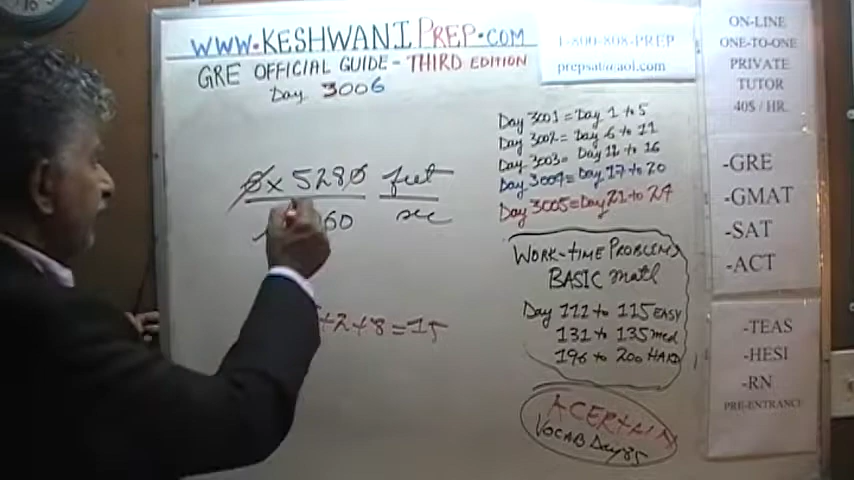 WWW.KESHWANIPREP.COM
GRE OFFICIAL GUIDE - THIRD EDITION
Day 3006
1-800-808-PREP
prepsat@aol.com
ON-LINE
ONE-TO-ONE
PRIVATE
TUTOR
40$ / HR.
-GRE
-GMAT
-SAT
-ACT
-TEAS
-HESI
-RN
PRE-ENTRANCE
Day 3001 = Day 1 to 5
Day 3002 = Day 6 to 11
Day 3003 = Day 12 to 16
Day 3004 = Day 17 to 20
Day 3005 = Day 21 to 24
x 5280 feet
60 sec
+2+8=15
WORK-TIME PROBLEMS
BASIC math
Day 111 to 115 EASY
131 to 135 med
196 to 200 HARD
A CERTAIN
VOCAB Day 85